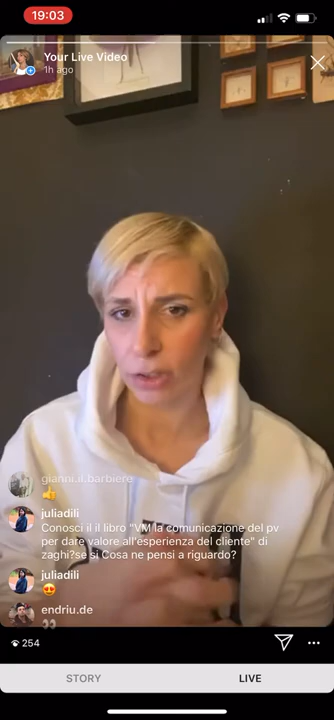 19:03
Your Live Video
1h ago
gianni.il.barbiere
juliadili
Conosci il il libro "VM la comunicazione del pv
per dare valore all'esperienza del cliente" di
zaghi?se si Cosa ne pensi a riguardo?
juliadili
endriu.de
254
STORY
LIVE